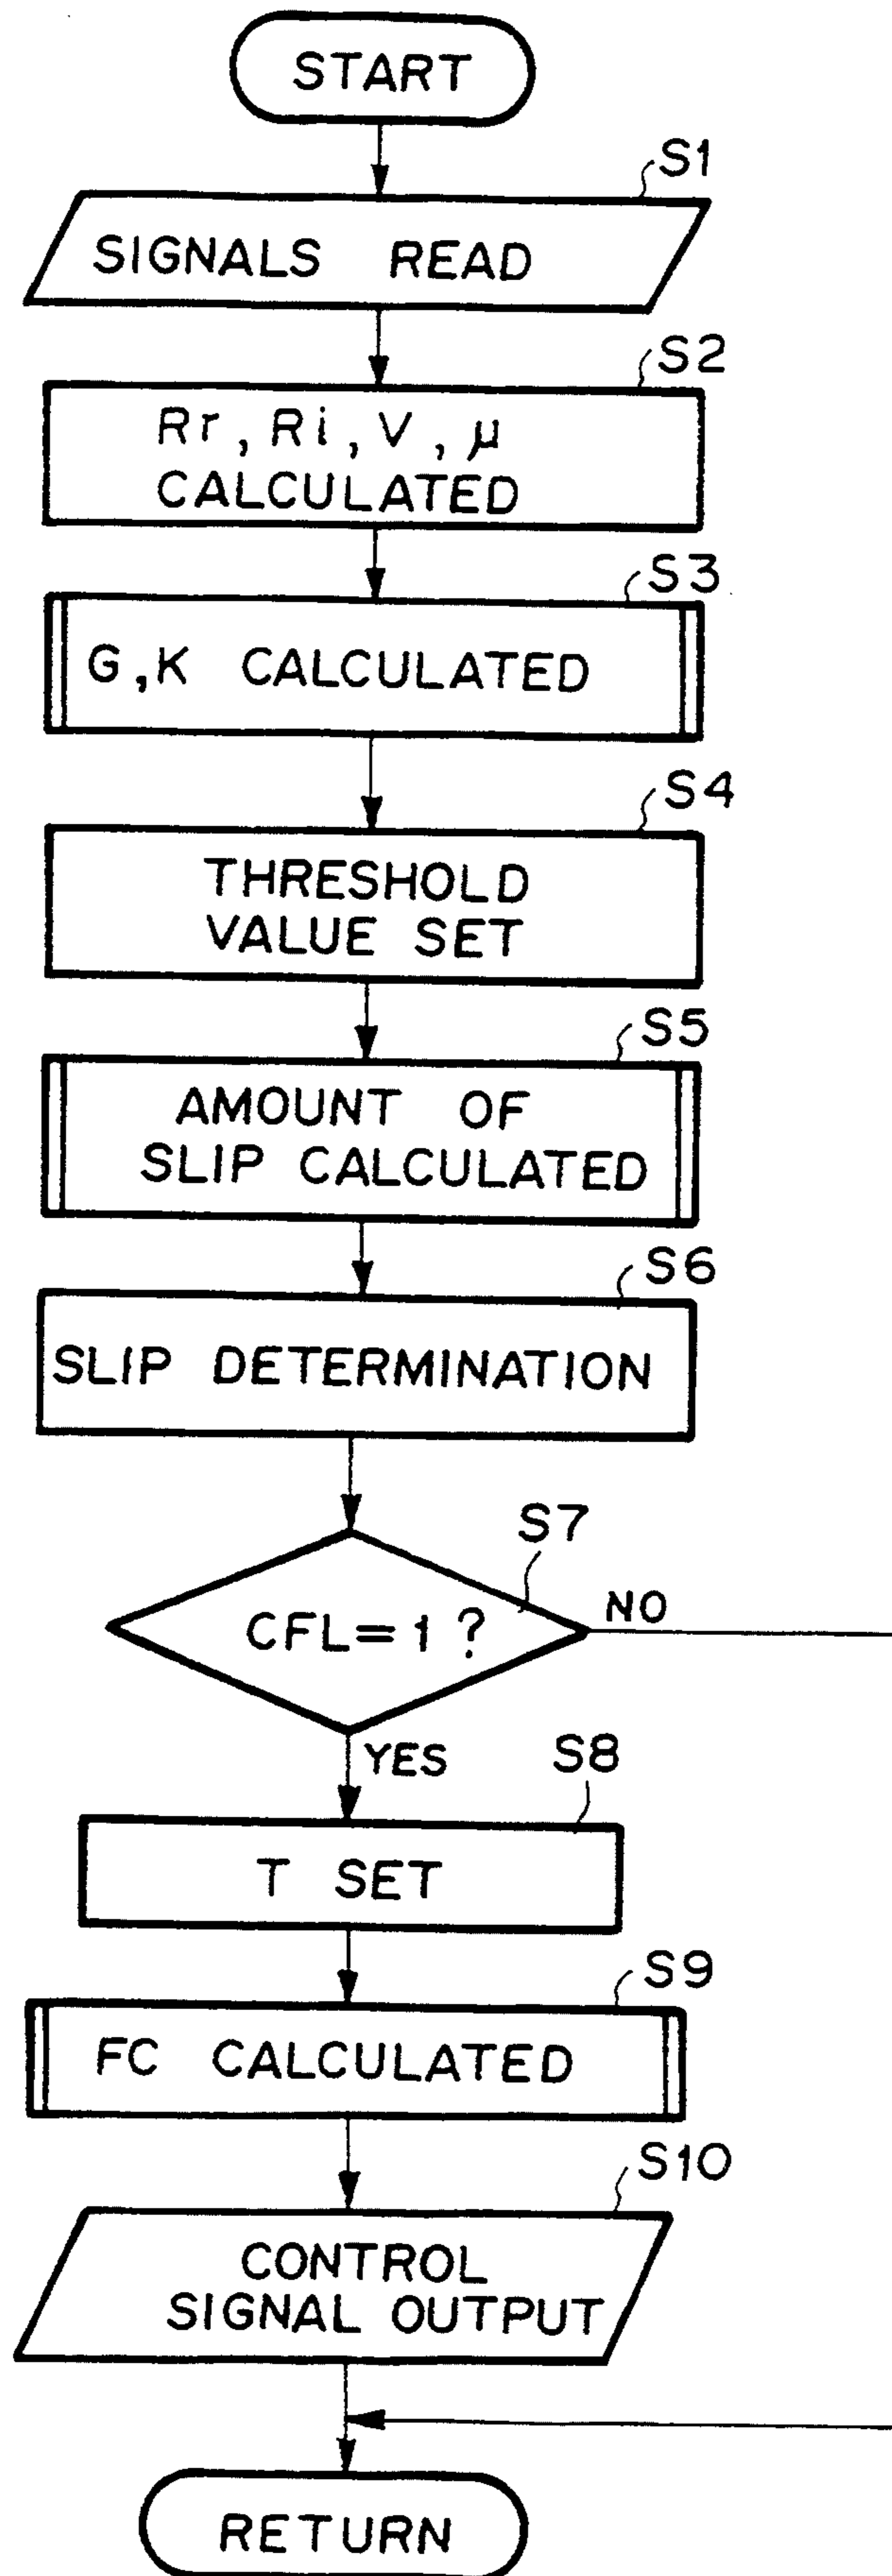 START
S1
SIGNALS READ
S2
Rr, Ri, V, μ
CALCULATED
S3
G, K CALCULATED
S4
THRESHOLD
VALUE SET
S5
AMOUNT OF
SLIP CALCULATED
S6
SLIP DETERMINATION
S7
CFL=1 ?
NO
YES
S8
T SET
S9
FC CALCULATED
S10
CONTROL
SIGNAL OUTPUT
RETURN